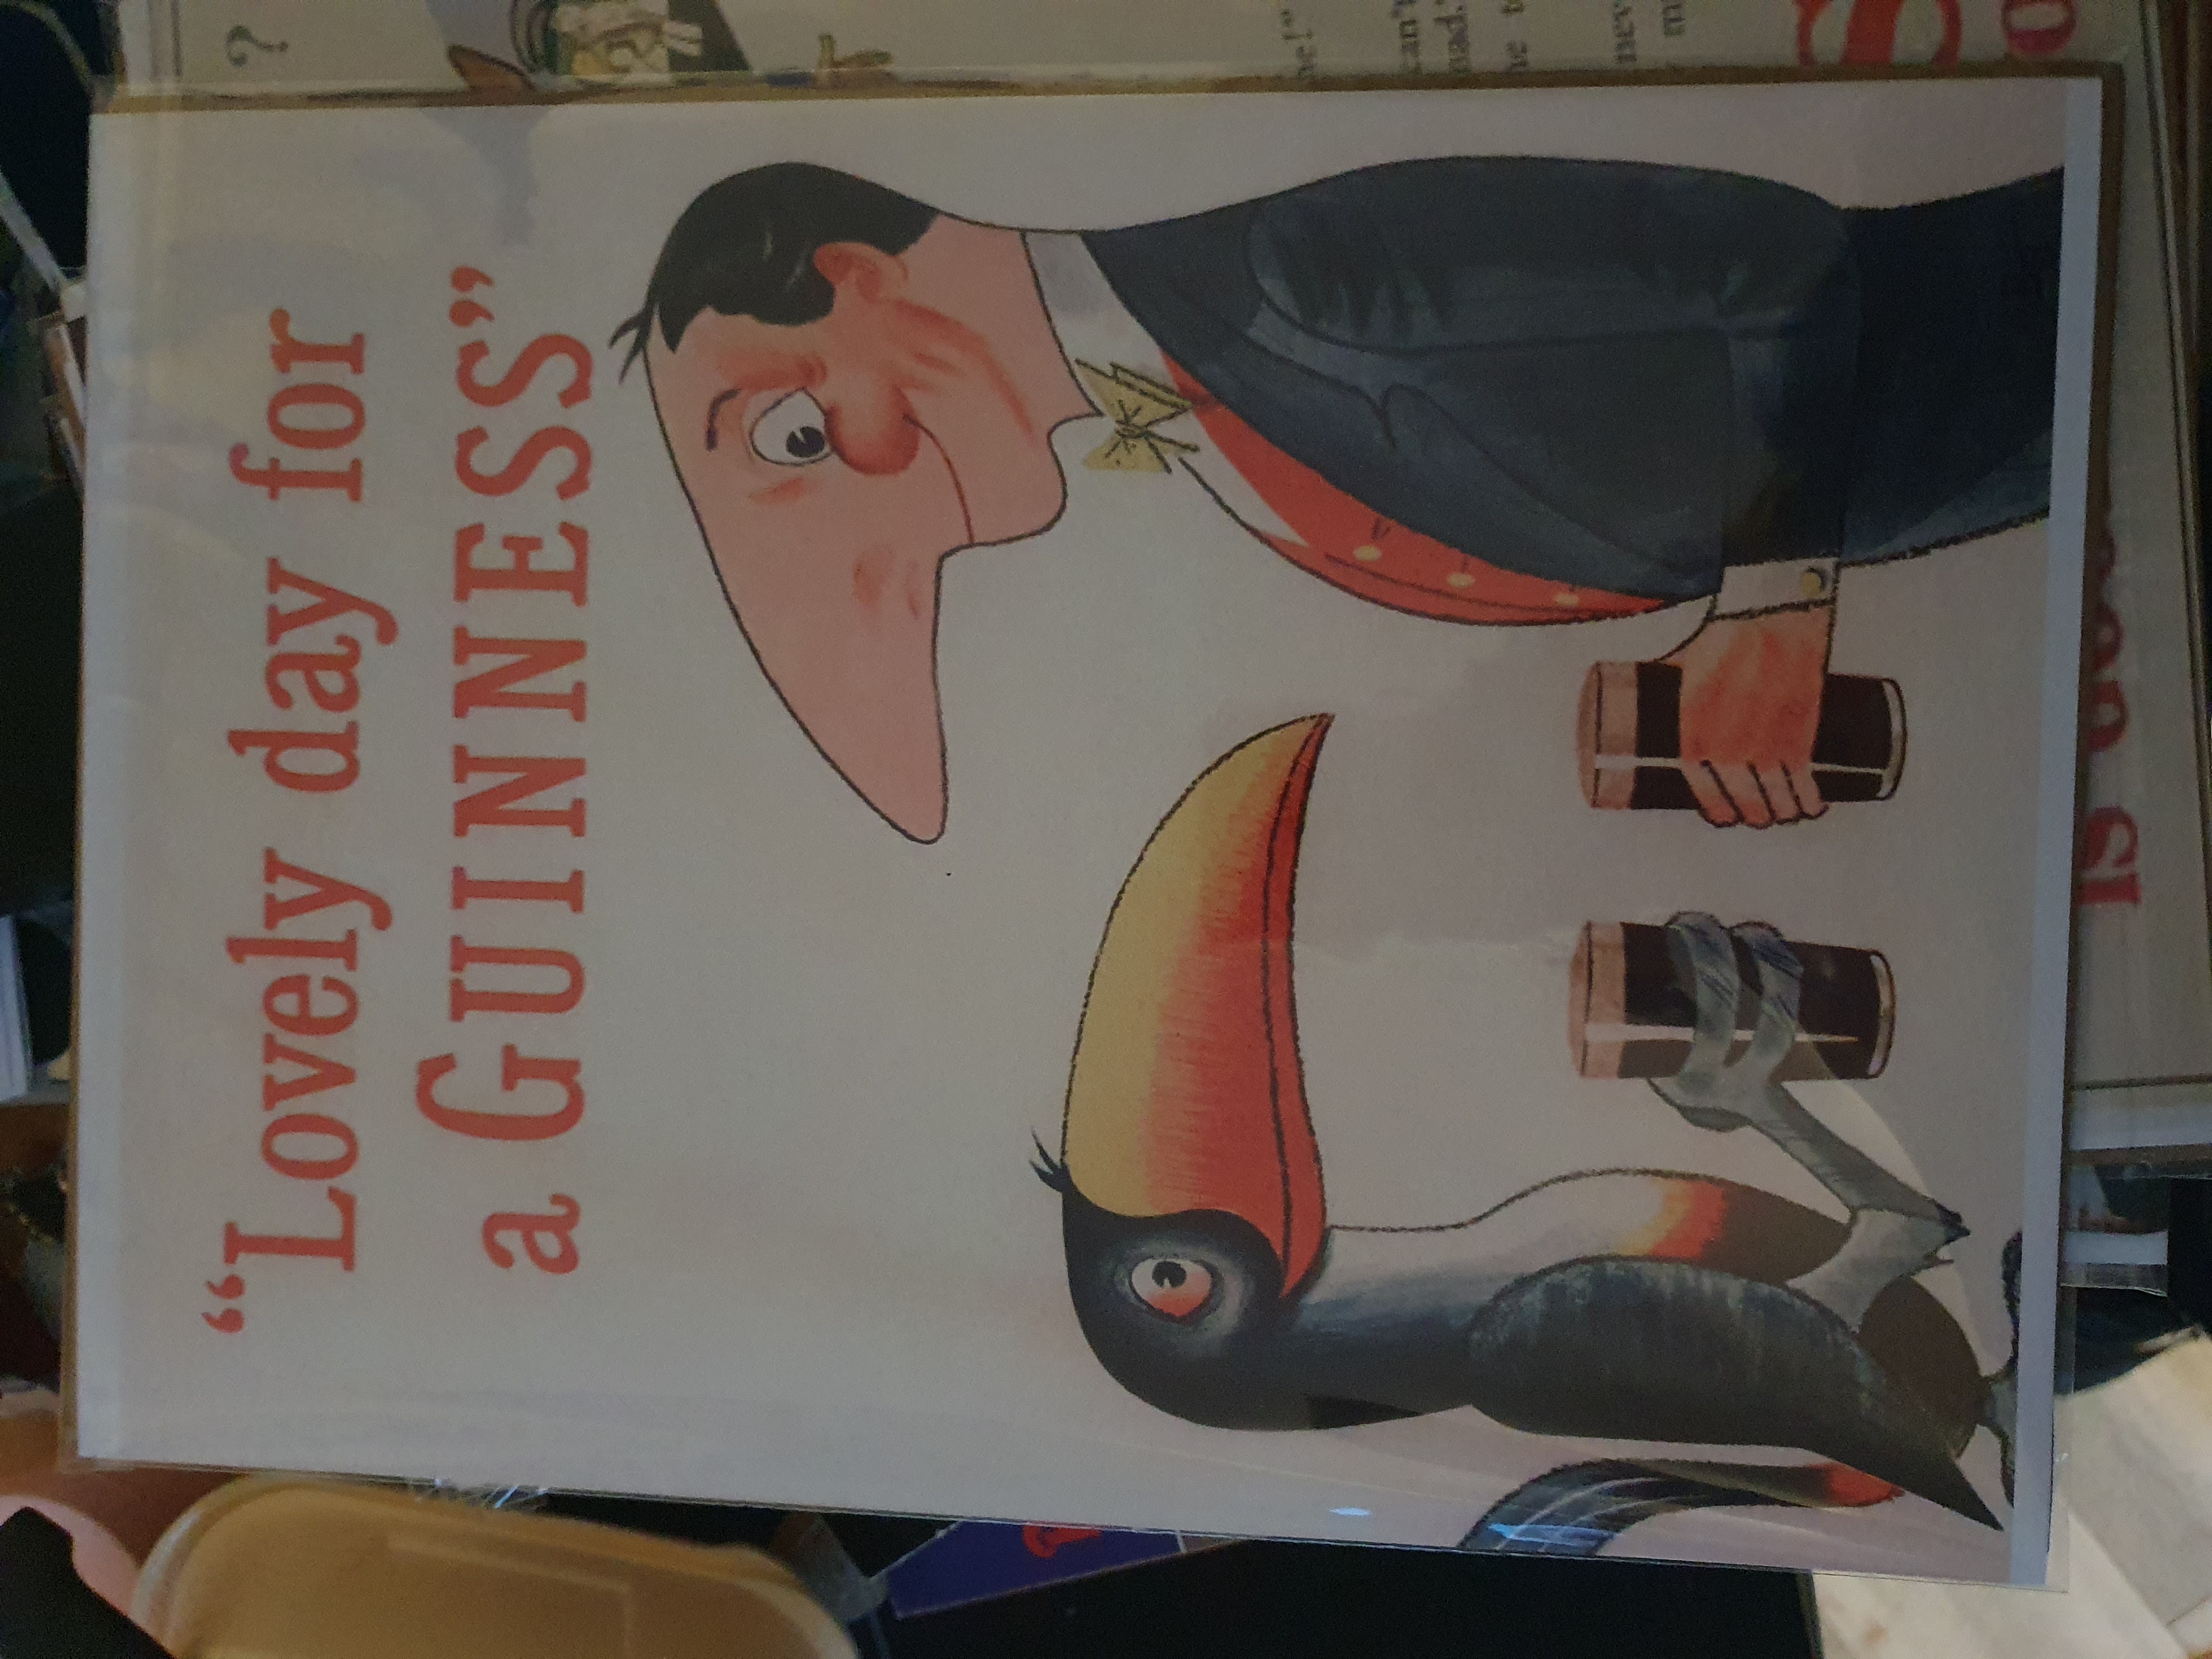 “Lovely day for
a GUINNESS”
?